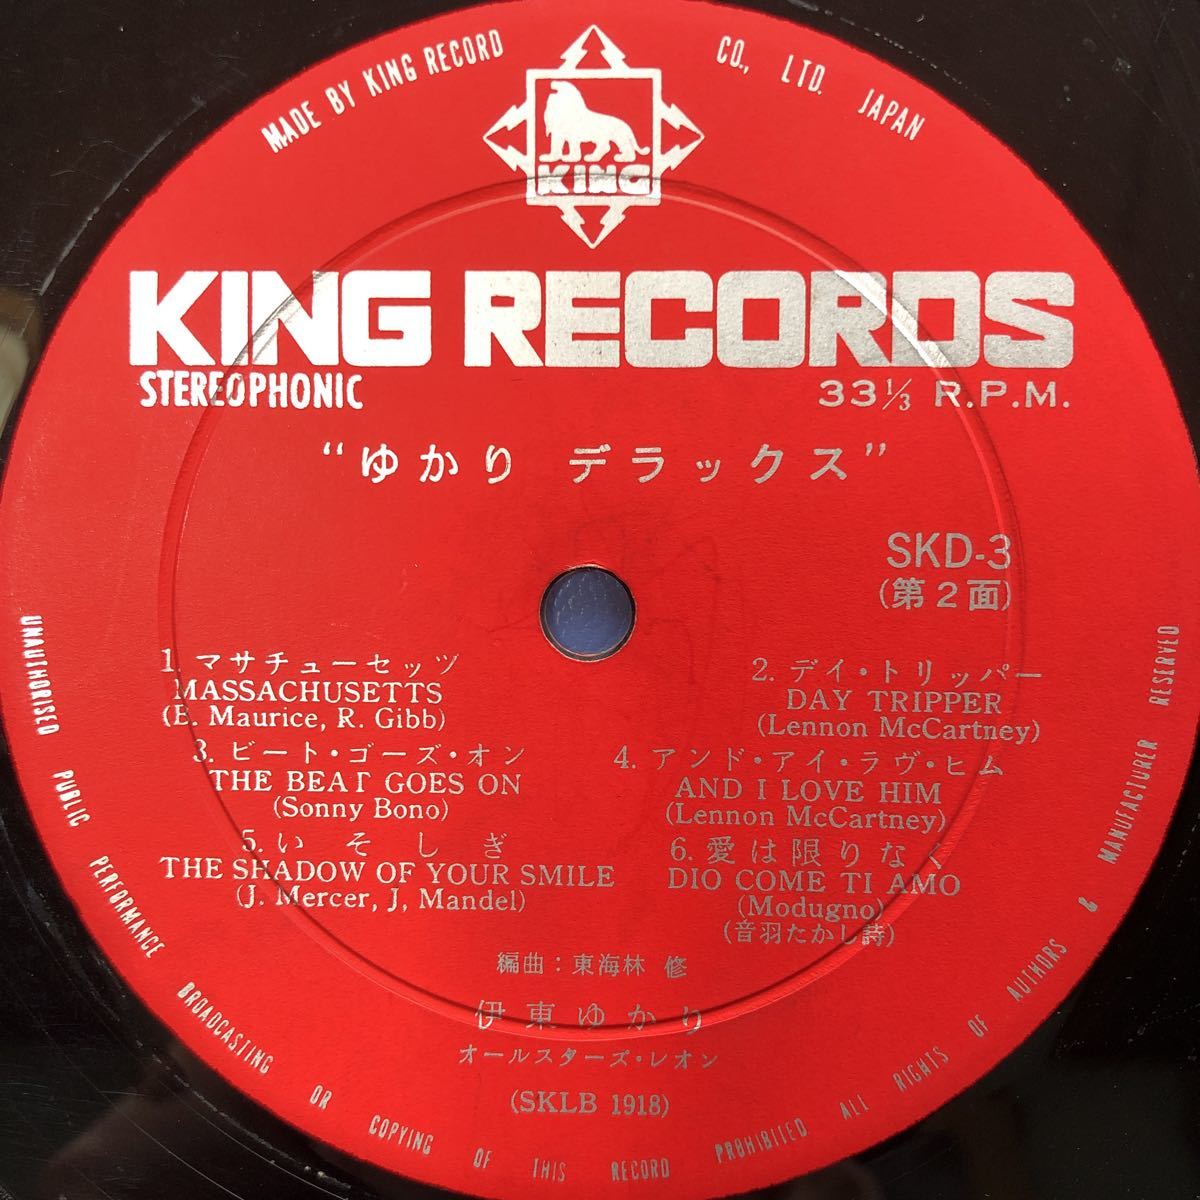 MADE BY KING RECORD CO., LTD. JAPAN
KING
KING RECORDS
STEREOPHONIC
33 1/3 R.P.M.
“ゆかり デラックス”
SKD-3
(第2面)
1. マサチューセッツ
MASSACHUSETTS
(B. Maurice, R. Gibb)
2. デイ・トリッパー
DAY TRIPPER
(Lennon McCartney)
3. ビート・ゴーズ・オン
THE BEAT GOES ON
(Sonny Bono)
4. アンド・アイ・ラヴ・ヒム
AND I LOVE HIM
(Lennon McCartney)
5. いそしぎ
THE SHADOW OF YOUR SMILE
(J. Mercer, J, Mandel)
6. 愛は限りなく
DIO COME TI AMO
(Modugno)
(音羽たかし詩)
編曲：東海林 修
伊東ゆかり
オールスターズ・レオン
(SKLB 1918)
UNAUTHORISED PUBLIC PERFORMANCE BROADCASTING OR COPYING OF THIS RECORD PROHIBITED ALL RIGHTS OF AUTHORS & MANUFACTURER RESERVED